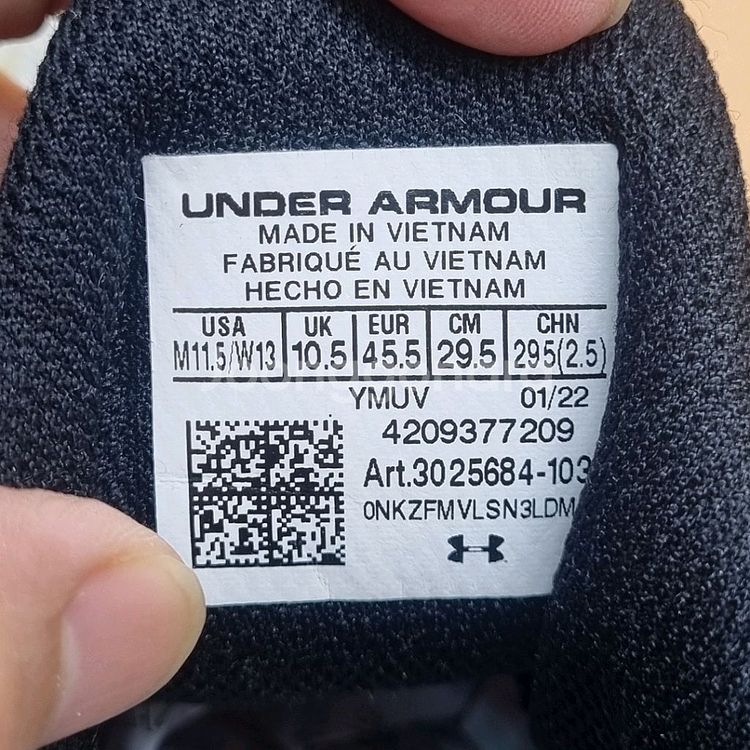 UNDER ARMOUR
MADE IN VIETNAM
FABRIQUÉ AU VIETNAM
HECHO EN VIETNAM
USA UK EUR CM CHN
M11.5/W13 10.5 45.5 29.5 295(2.5)
YMUV 01/22
4209377209
Art.3025684-103
0NKZFMVLSN3LDM